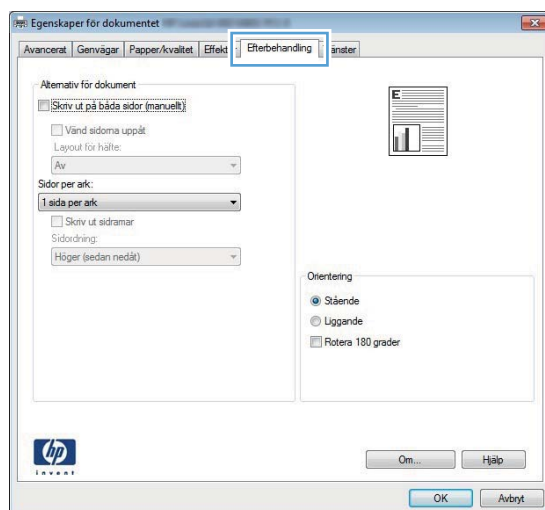 Egenskaper för dokumentet
Avancerat Genvägar Papper/kvalitet Effekt Efterbehandling änster
Alternativ för dokument
Skriv ut på båda sidor (manuellt)
Vänd sidorna uppåt
Layout för häfte:
Av
Sidor per ark:
1 sida per ark
Skriv ut sidramar
Sidordning:
Höger (sedan nedåt)
E
Orientering
Stående
Liggande
Rotera 180 grader
hp
invent
Om... Hjälp
OK Avbryt